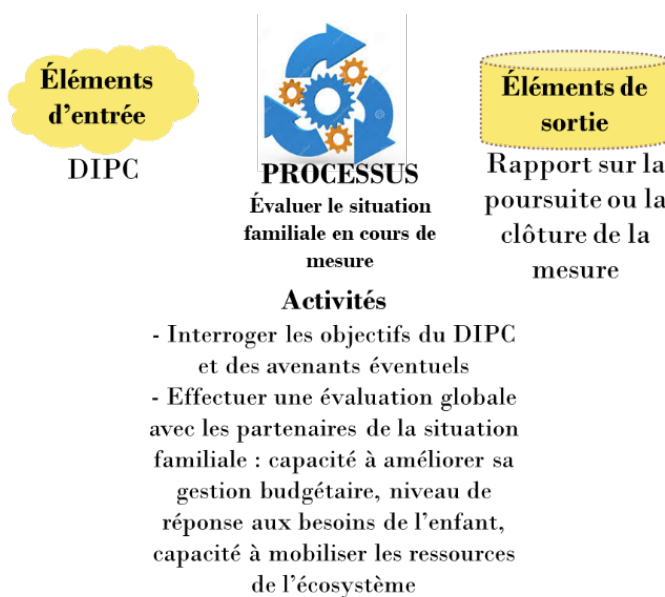 Éléments
d'entrée
DIPC
PROCESSUS
Évaluer le situation
familiale en cours de
mesure
Éléments de
sortie
Rapport sur la
poursuite ou la
clôture de la
mesure
Activités
- Interroger les objectifs du DIPC
et des avenants éventuels
- Effectuer une évaluation globale
avec les partenaires de la situation
familiale : capacité à améliorer sa
gestion budgétaire, niveau de
réponse aux besoins de l'enfant,
capacité à mobiliser les ressources
de l'écosystème